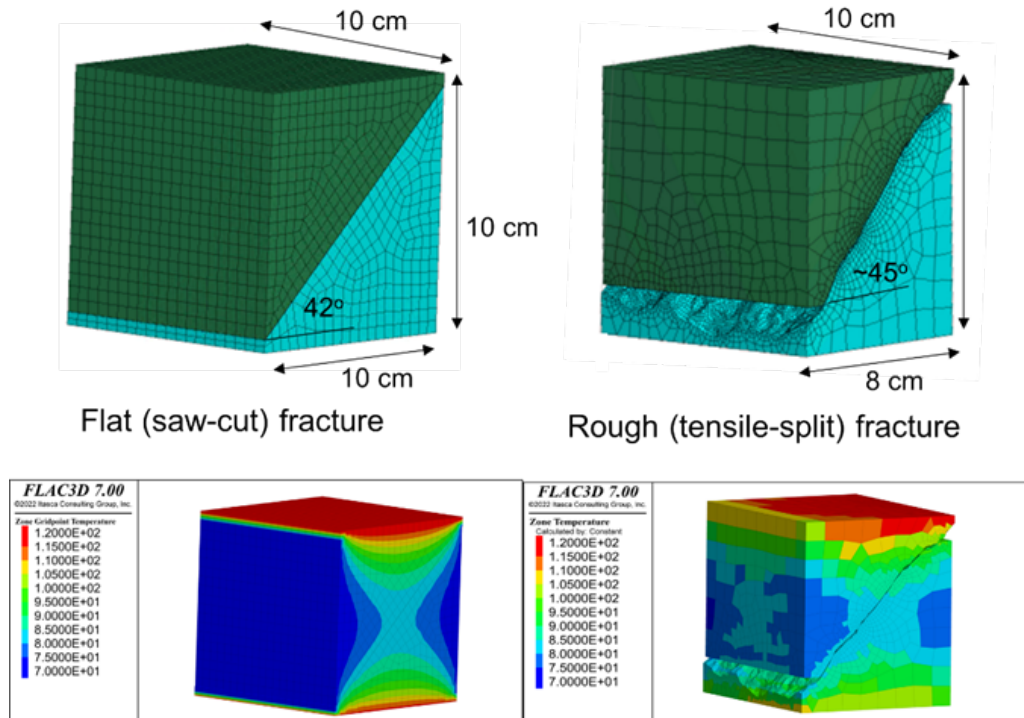 10 cm
10 cm
10 cm
42°
~45°
10 cm
8 cm
Flat (saw-cut) fracture
Rough (tensile-split) fracture
FLAC3D 7.00
©2022 Itasca Consulting Group, Inc.
Zone Gridpoint Temperature
1.2000E+02
1.1500E+02
1.1000E+02
1.0500E+02
1.0000E+02
9.5000E+01
9.0000E+01
8.5000E+01
8.0000E+01
7.5000E+01
7.0000E+01
FLAC3D 7.00
©2022 Itasca Consulting Group, Inc.
Zone Temperature
Calculated by: Constant
1.2000E+02
1.1500E+02
1.1000E+02
1.0500E+02
1.0000E+02
9.5000E+01
9.0000E+01
8.5000E+01
8.0000E+01
7.5000E+01
7.0000E+01